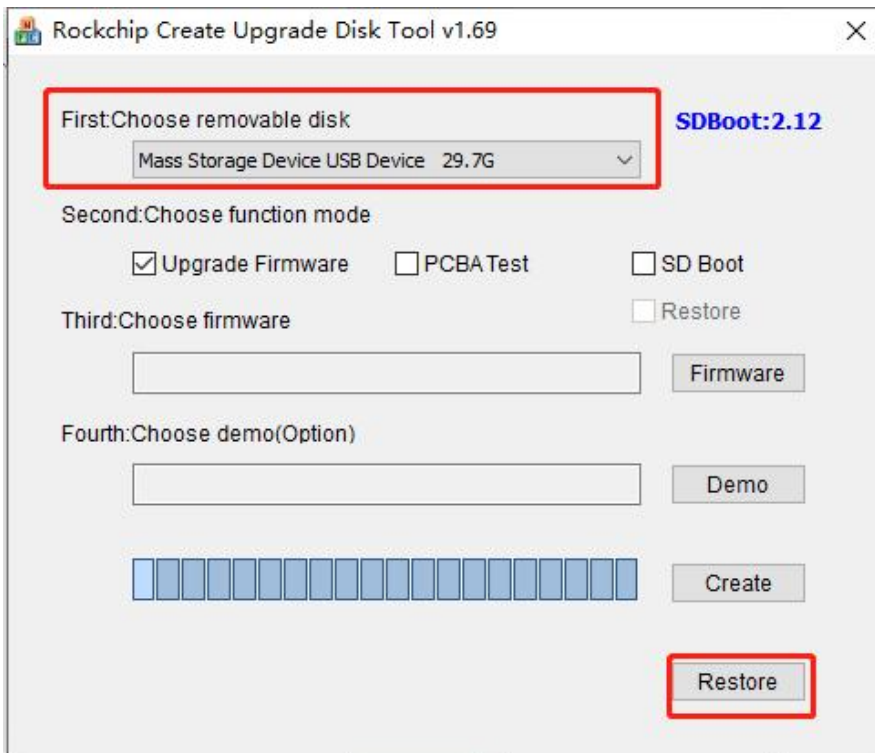 Rockchip Create Upgrade Disk Tool v1.69
First:Choose removable disk
SDBoot:2.12
Mass Storage Device USB Device 29.7G
Second:Choose function mode
Upgrade Firmware PCBA Test SD Boot
Third:Choose firmware Restore
Firmware
Fourth:Choose demo(Option)
Demo
Create
Restore